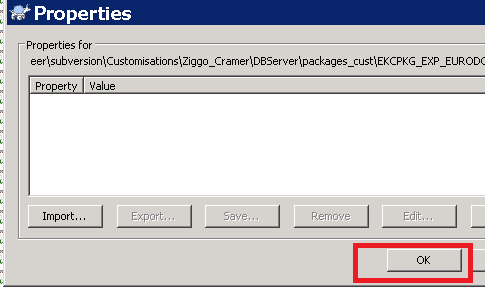 Properties
Properties for
eer\subversion\Customisations\Ziggo_Cramer\DBServer\packages_cust\EKCPKG_EXP_EURODO
Property Value
Import... Export... Save... Remove Edit...
OK